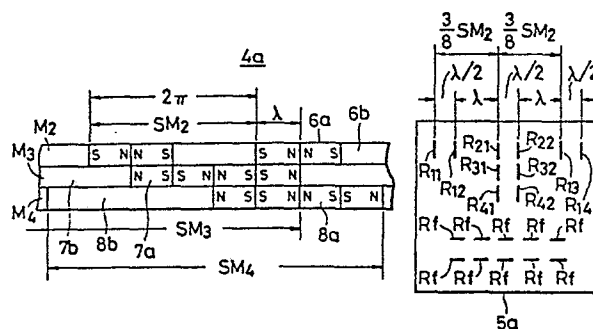 4a
3/8 SM₂ 3/8 SM₂
λ/2 λ/2 λ/2
λ λ
2π
SM₂ λ 6a 6b
M₂ S N N S S N N S
M₃ N S S N N S S N
M₄ N S S N N S S N
7b 8b 7a 8a
SM₃
SM₄
R₂₁ R₂₂
R₁₁ R₃₁ R₃₂ R₁₃
R₁₂ R₄₁ R₄₂ R₁₄
Rf Rf Rf Rf Rf
Rf Rf Rf Rf Rf
5a